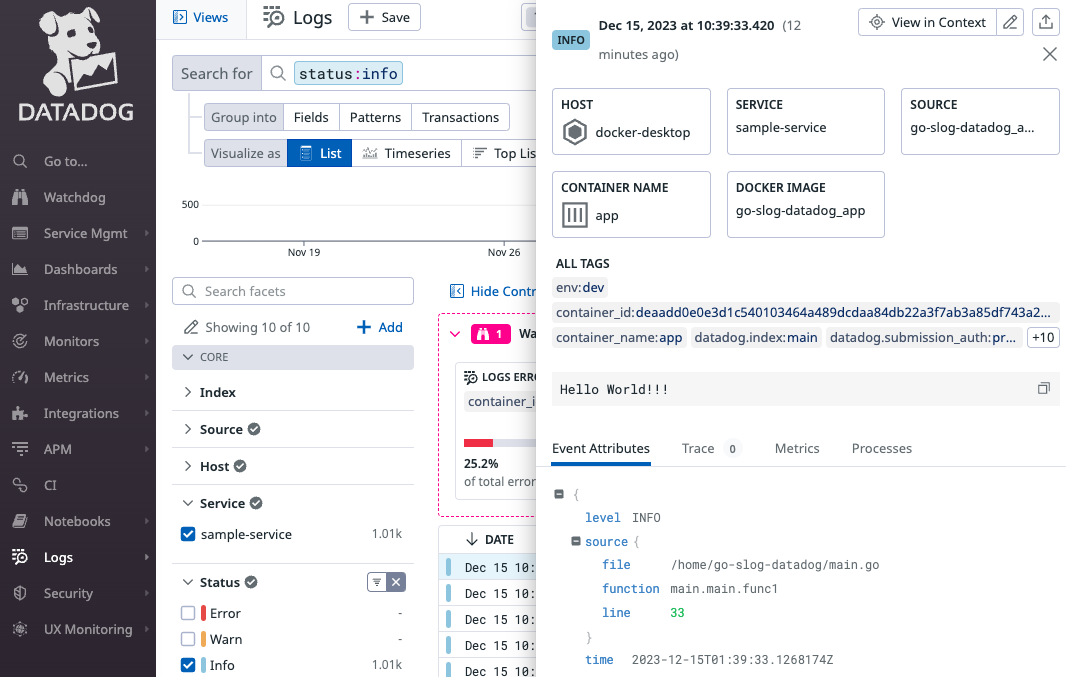 DATADOG
Go to...
Watchdog
Service Mgmt
Dashboards
Infrastructure
Monitors
Metrics
Integrations
APM
CI
Notebooks
Logs
Security
UX Monitoring
Views
Logs
Save
Search for
status:info
Group into
Fields
Patterns
Transactions
Visualize as
List
Timeseries
Top Lis
500
0
Nov 19
Nov 26
Search facets
Showing 10 of 10
Add
CORE
Index
Source
Host
Service
sample-service 1.01k
Status
Error -
Warn -
Info 1.01k
Hide Contr
1
Wa
LOGS ERRO
container_i
25.2%
of total error
DATE
Dec 15 10:
Dec 15 10:
Dec 15 10:
Dec 15 10:
Dec 15 10:
INFO
Dec 15, 2023 at 10:39:33.420 (12
minutes ago)
View in Context
HOST
docker-desktop
SERVICE
sample-service
SOURCE
go-slog-datadog_a...
CONTAINER NAME
app
DOCKER IMAGE
go-slog-datadog_app
ALL TAGS
env:dev
container_id:deaadd0e0e3d1c540103464a489dcdaa84db22a3f7ab3a85df743a2...
container_name:app datadog.index:main datadog.submission_auth:pr... +10
Hello World!!!
Event Attributes Trace 0 Metrics Processes
{
level INFO
source {
file /home/go-slog-datadog/main.go
function main.main.func1
line 33
}
time 2023-12-15T01:39:33.1268174Z